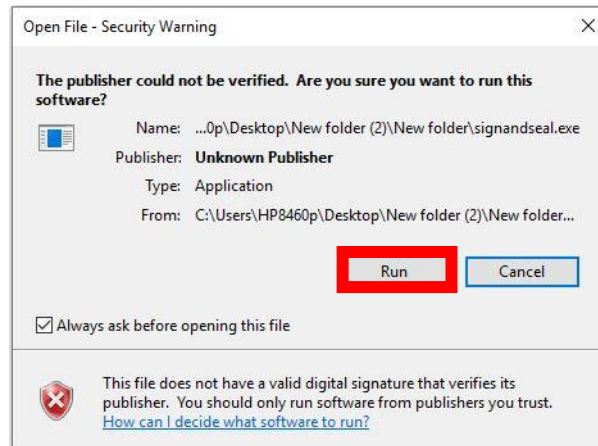 Open File - Security Warning
The publisher could not be verified.  Are you sure you want to run this
software?
Name: ...0p\Desktop\New folder (2)\New folder\signandseal.exe
Publisher: Unknown Publisher
Type: Application
From: C:\Users\HP8460p\Desktop\New folder (2)\New folder...
Run Cancel
Always ask before opening this file
This file does not have a valid digital signature that verifies its
publisher.  You should only run software from publishers you trust.
How can I decide what software to run?